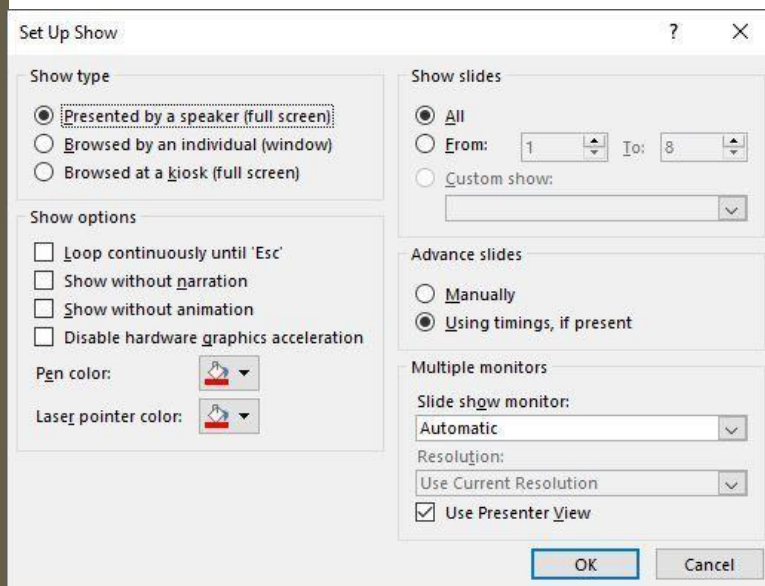 Set Up Show
?
Show type
Presented by a speaker (full screen)
Browsed by an individual (window)
Browsed at a kiosk (full screen)
Show options
Loop continuously until 'Esc'
Show without narration
Show without animation
Disable hardware graphics acceleration
Pen color:
Laser pointer color:
Show slides
All
From: 1 To: 8
Custom show:
Advance slides
Manually
Using timings, if present
Multiple monitors
Slide show monitor:
Automatic
Resolution:
Use Current Resolution
Use Presenter View
OK Cancel